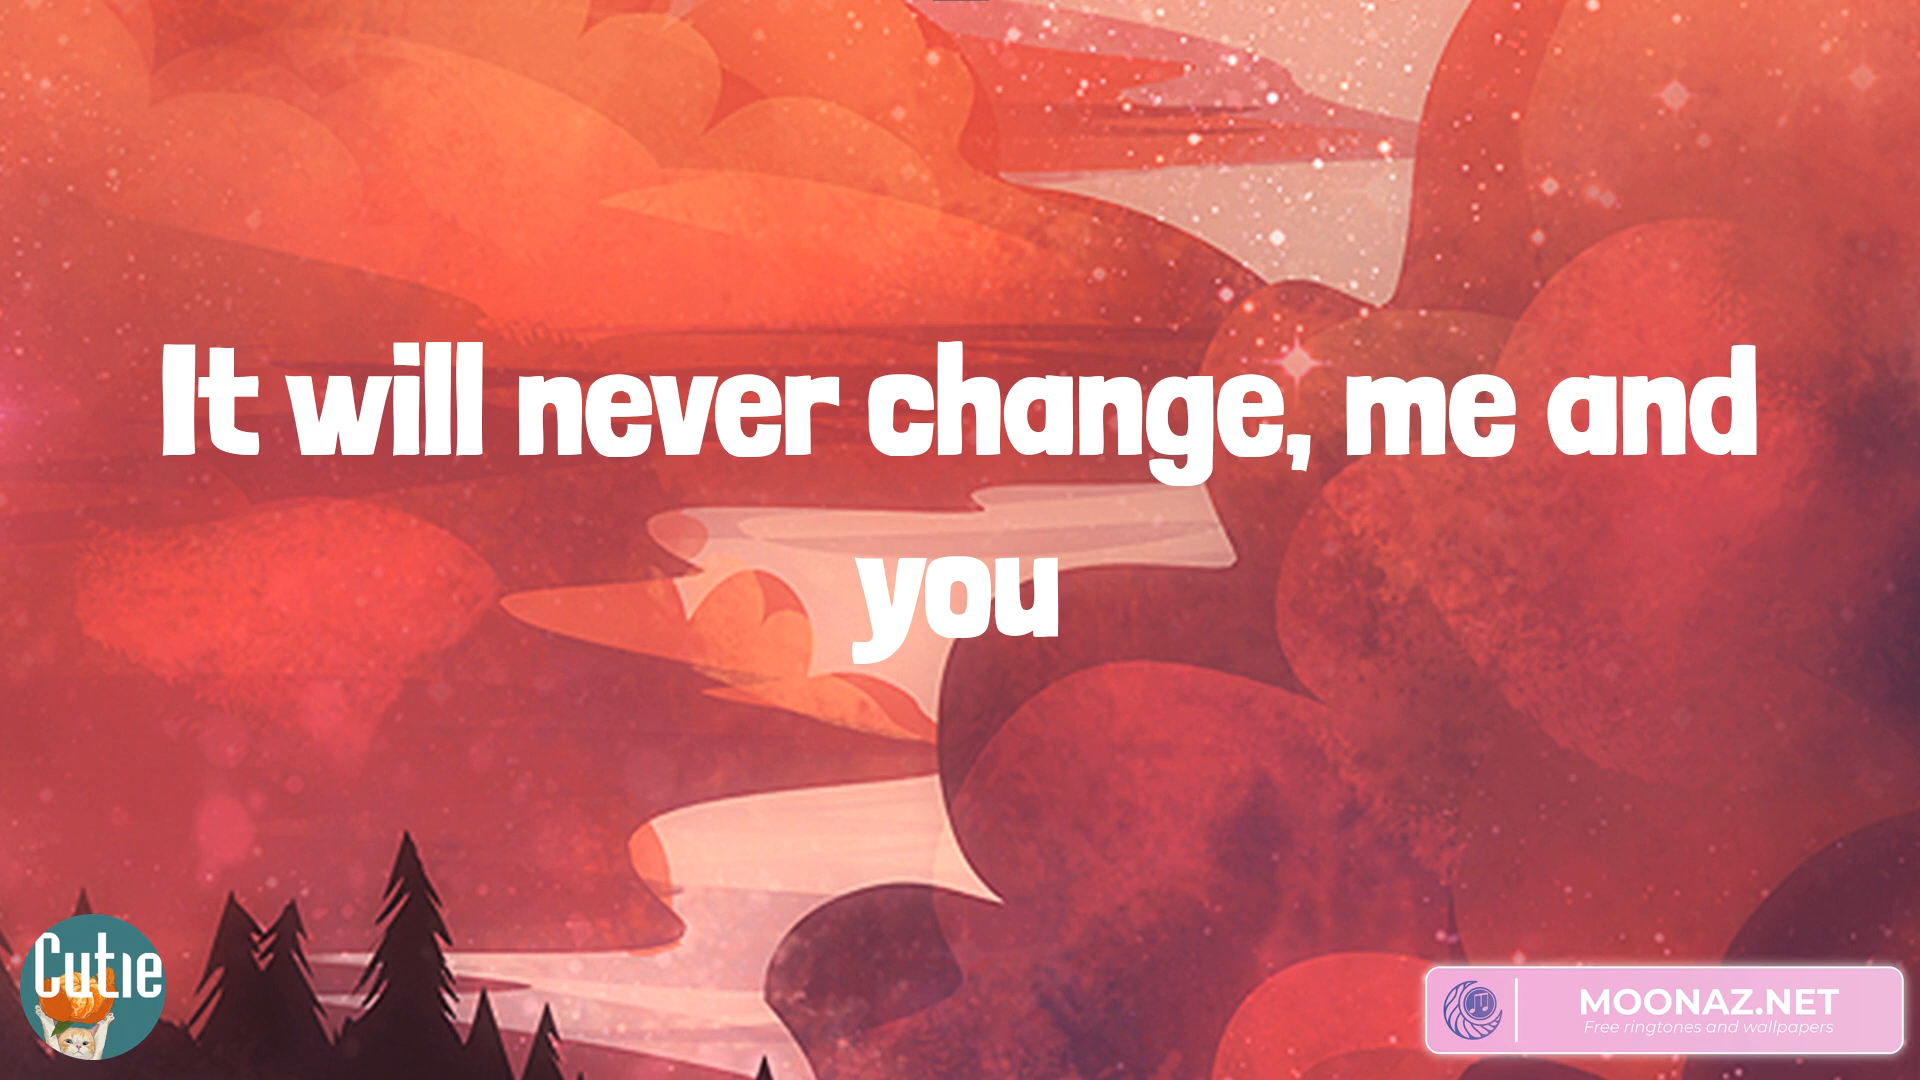 It will never change, me and
you
Cutie
MOONAZ.NET
Free ringtones and wallpapers